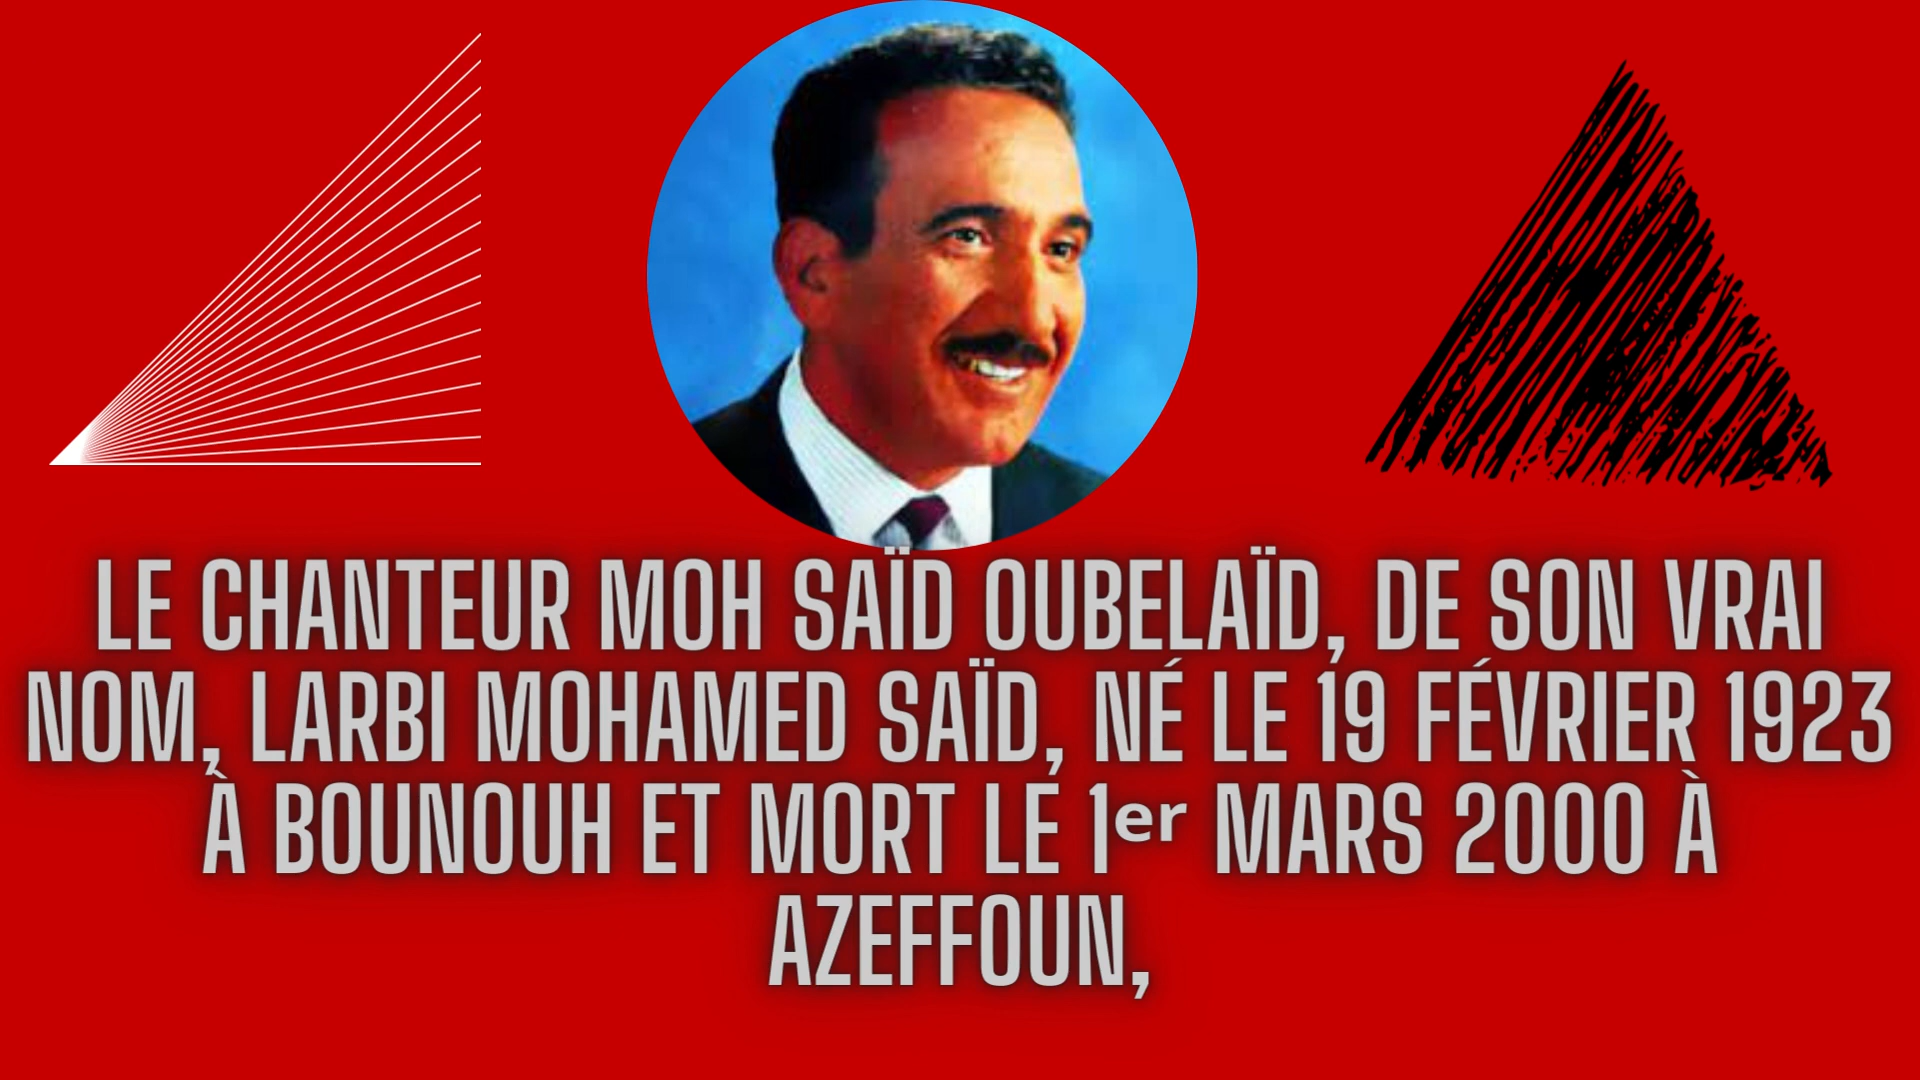 LE CHANTEUR MOH SAÏD OUBELAÏD, DE SON VRAI
NOM, LARBI MOHAMED SAÏD, NÉ LE 19 FÉVRIER 1923
À BOUNOUH ET MORT LE 1er MARS 2000 À
AZEFFOUN,